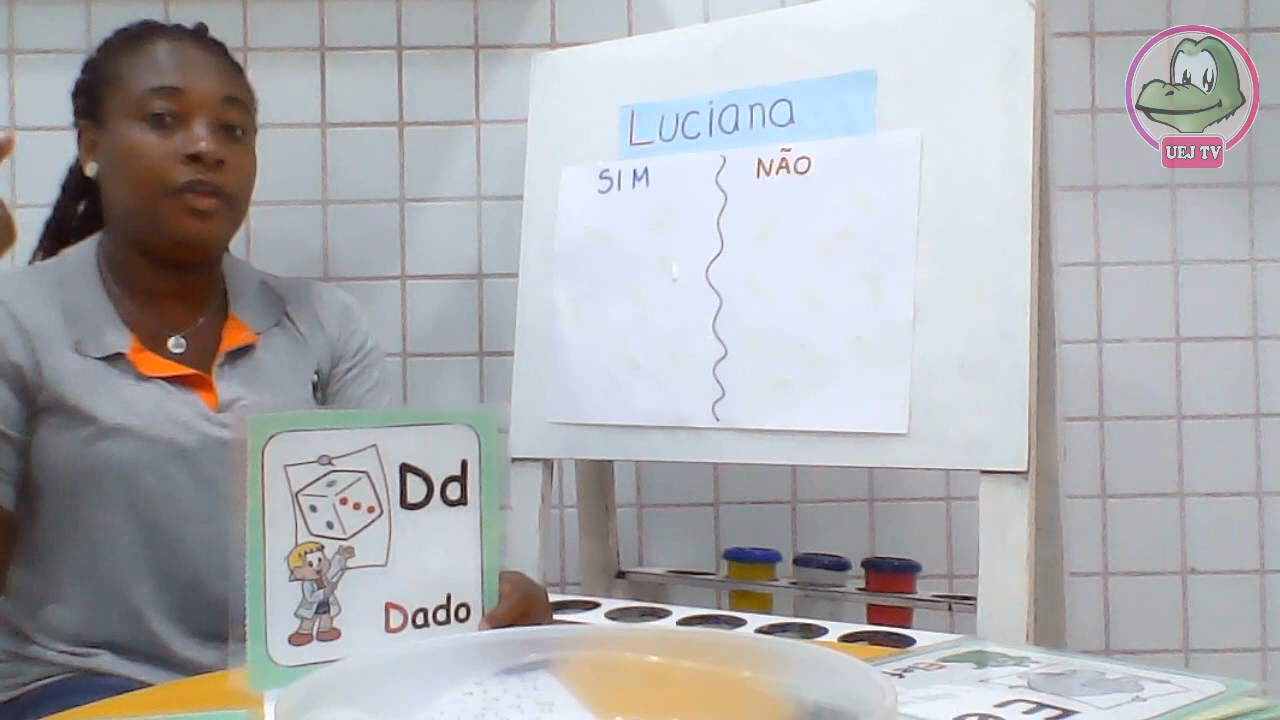 Luciana
SIM NÃO
UEJ TV
Dd
Dado